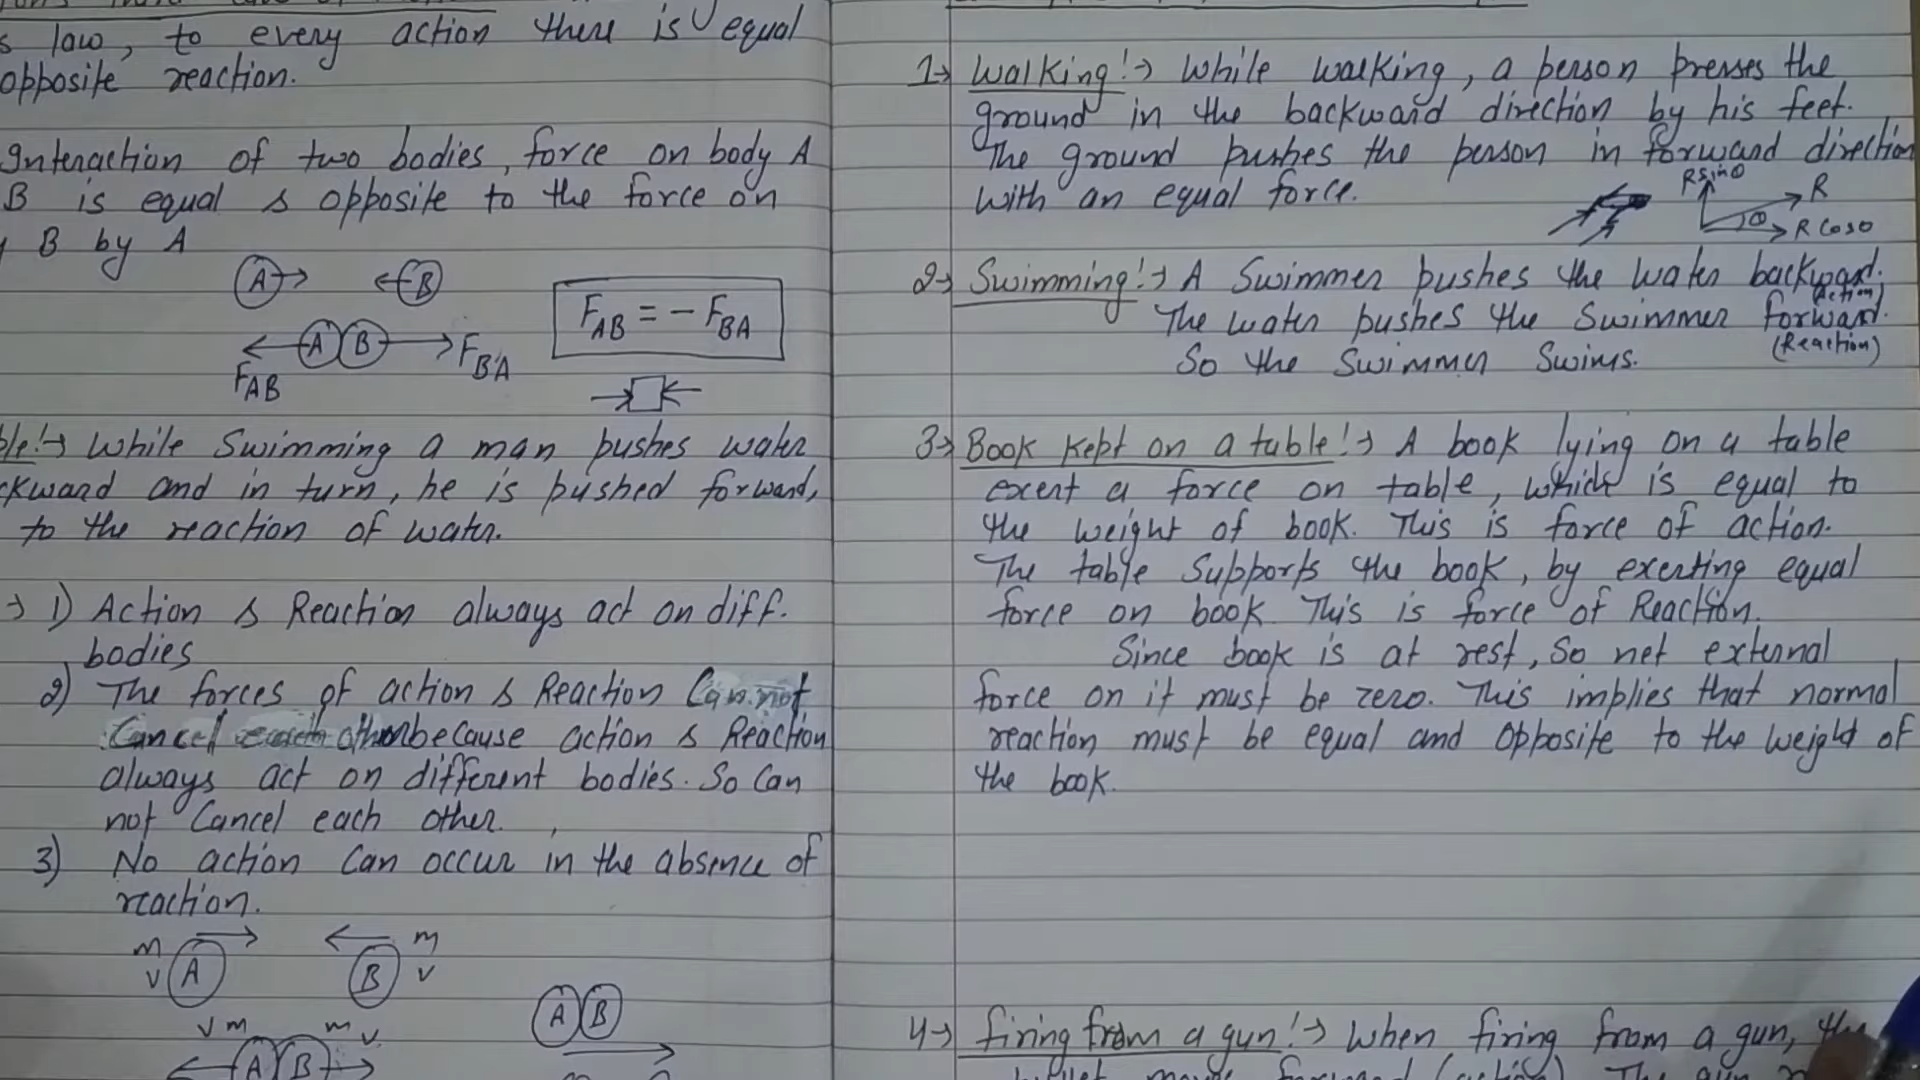 s law, to every action there is equal
opposite reaction.
Interaction of two bodies, force on body A
B is equal & opposite to the force on
B by A
A B
A B
F_AB F_BA
F_AB = - F_BA
ble:→ While Swimming a man pushes water
ckward and in turn, he is pushed forward,
to the reaction of water.
→ 1) Action & Reaction always act on diff.
bodies
2) The forces of action & Reaction Can not
Cancel each other because action & Reaction
always act on different bodies. So Can
not Cancel each other.
3) No action Can occur in the absence of
reaction.
m m
v A B v
v m m v
A B
A B
1→ Walking:→ While walking, a person presses the
ground in the backward direction by his feet.
The ground pushes the person in forward direction
with an equal force.
R sinθ
R
θ
R cosθ
2→ Swimming:→ A Swimmer pushes the water backward.
(Action)
The water pushes the Swimmer forward.
(Reaction)
So the Swimmer Swims.
3→ Book kept on a table:→ A book lying on a table
exert a force on table, which is equal to
the weight of book. This is force of action.
The table Supports the book, by exerting equal
force on book. This is force of Reaction.
Since book is at rest, So net external
force on it must be zero. This implies that normal
reaction must be equal and Opposite to the weight of
the book.
4→ firing from a gun:→ When firing from a gun, the